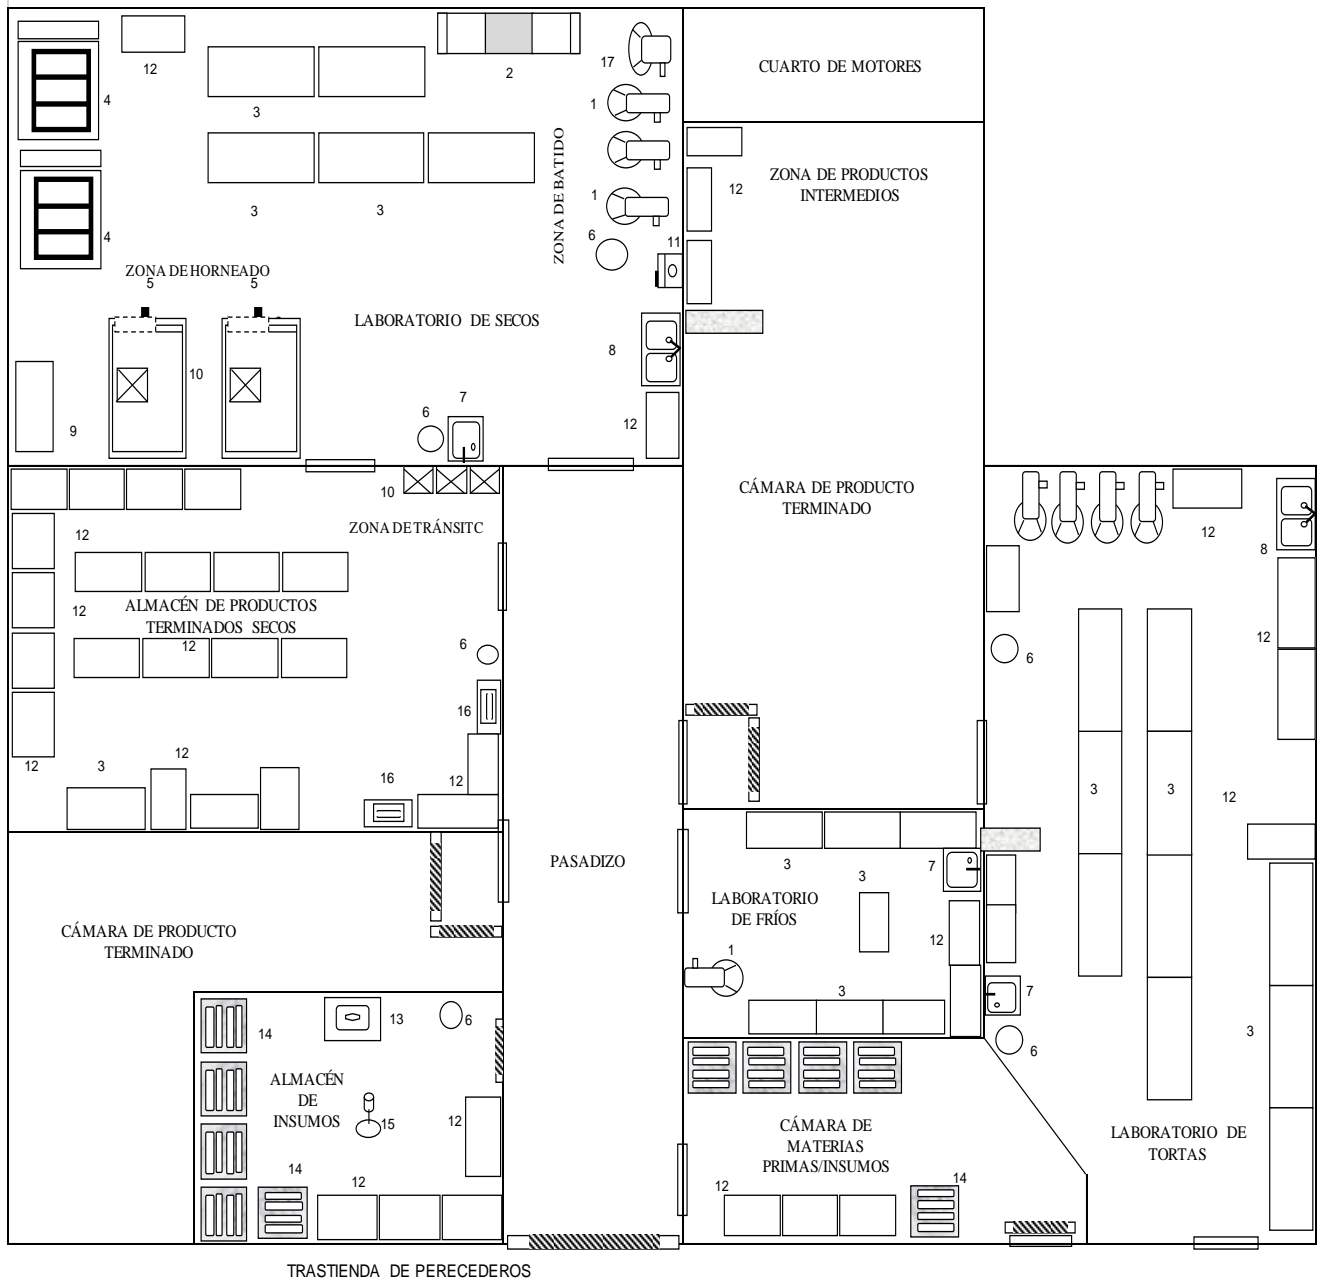 CUARTO DE MOTORES
12
2
17
4
3
1
ZONA DE BATIDO
ZONA DE PRODUCTOS
INTERMEDIOS
12
3
3
1
4
6
11
ZONA DE HORNEADO
5
5
LABORATORIO DE SECOS
8
10
9
6
7
12
10
CÁMARA DE PRODUCTO
TERMINADO
ZONA DE TRÁNSITC
12
12
8
ALMACÉN DE PRODUCTOS
TERMINADOS SECOS
12
12
6
12
6
16
12
3
12
16
12
3
3
12
PASADIZO
3
7
3
LABORATORIO
DE FRÍOS
12
CÁMARA DE PRODUCTO
TERMINADO
1
3
7
14
13
6
3
6
ALMACÉN
DE
INSUMOS
15
12
CÁMARA DE
MATERIAS
PRIMAS/INSUMOS
LABORATORIO DE
TORTAS
14
12
12
14
TRASTIENDA DE PERECEDEROS